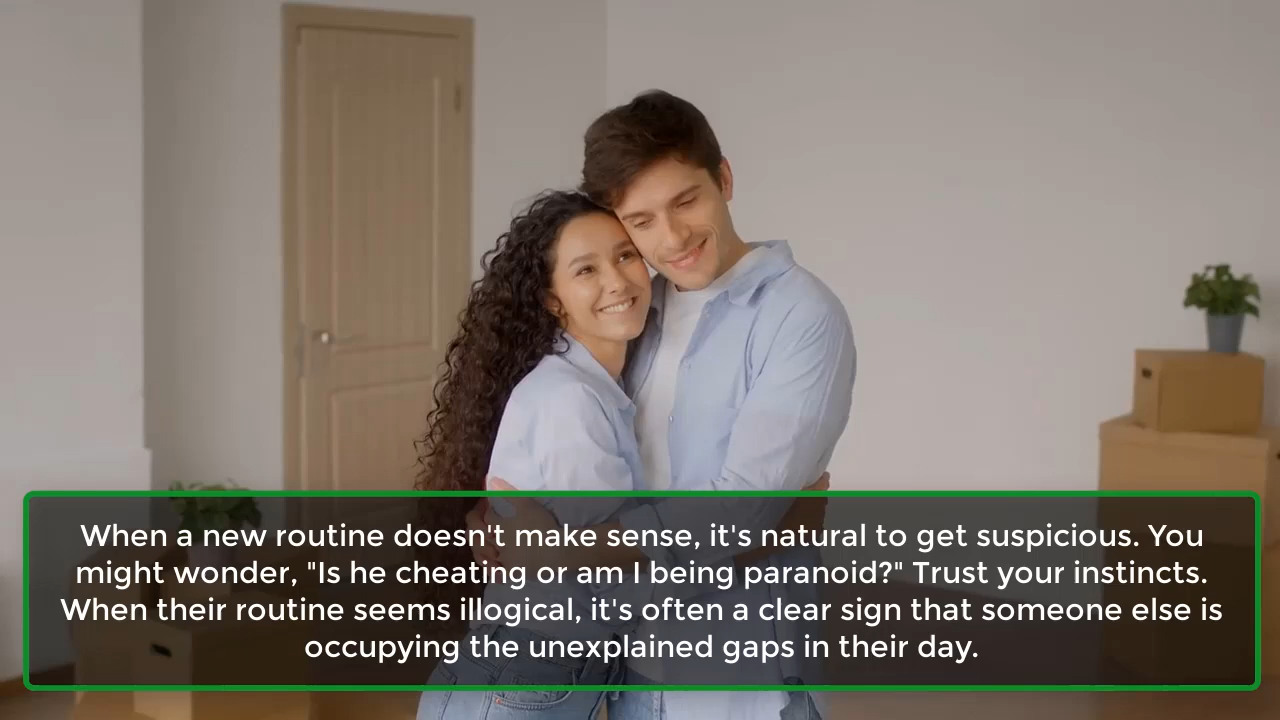 When a new routine doesn't make sense, it's natural to get suspicious. You
might wonder, "Is he cheating or am I being paranoid?" Trust your instincts.
When their routine seems illogical, it's often a clear sign that someone else is
occupying the unexplained gaps in their day.